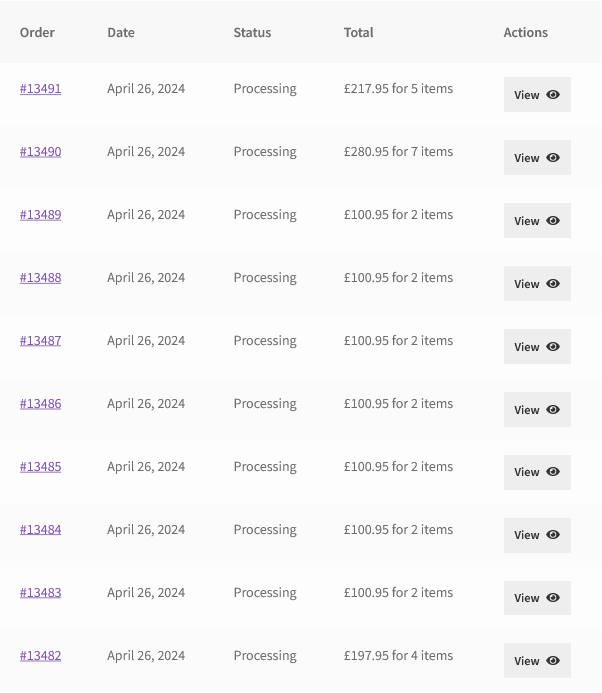 Order Date Status Total Actions
#13491 April 26, 2024 Processing £217.95 for 5 items View
#13490 April 26, 2024 Processing £280.95 for 7 items View
#13489 April 26, 2024 Processing £100.95 for 2 items View
#13488 April 26, 2024 Processing £100.95 for 2 items View
#13487 April 26, 2024 Processing £100.95 for 2 items View
#13486 April 26, 2024 Processing £100.95 for 2 items View
#13485 April 26, 2024 Processing £100.95 for 2 items View
#13484 April 26, 2024 Processing £100.95 for 2 items View
#13483 April 26, 2024 Processing £100.95 for 2 items View
#13482 April 26, 2024 Processing £197.95 for 4 items View